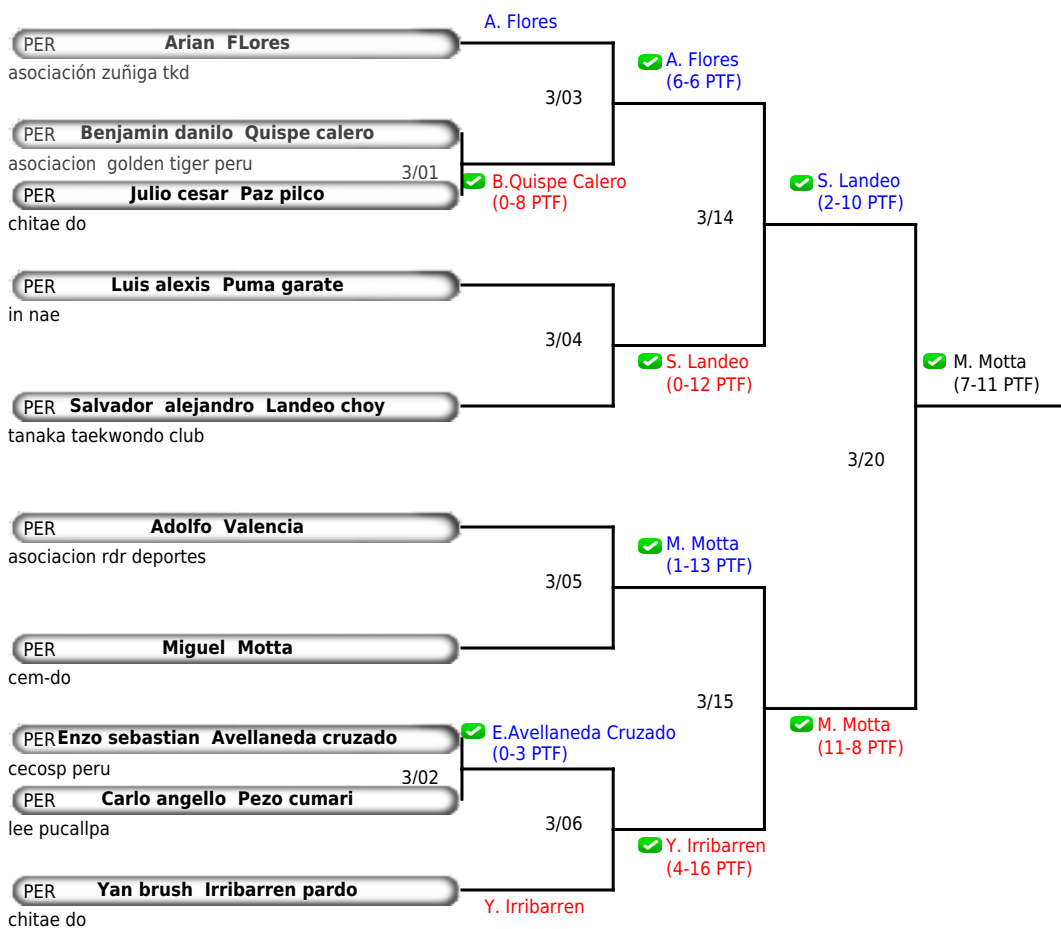 A. Flores
PER Arian FLores
asociación zuñiga tkd
A. Flores
(6-6 PTF)
3/03
PER Benjamin danilo Quispe calero
asociacion golden tiger peru
3/01
B.Quispe Calero
(0-8 PTF)
PER Julio cesar Paz pilco
chitae do
S. Landeo
(2-10 PTF)
3/14
PER Luis alexis Puma garate
in nae
3/04
S. Landeo
(0-12 PTF)
M. Motta
(7-11 PTF)
PER Salvador alejandro Landeo choy
tanaka taekwondo club
3/20
PER Adolfo Valencia
asociacion rdr deportes
M. Motta
(1-13 PTF)
3/05
PER Miguel Motta
cem-do
3/15
M. Motta
(11-8 PTF)
PER Enzo sebastian Avellaneda cruzado
cecosp peru
E.Avellaneda Cruzado
(0-3 PTF)
3/02
PER Carlo angello Pezo cumari
lee pucallpa
3/06
Y. Irribarren
(4-16 PTF)
PER Yan brush Irribarren pardo
chitae do
Y. Irribarren